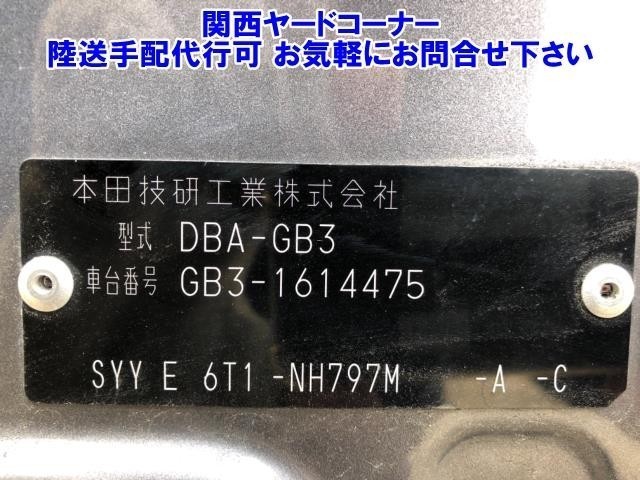 関西ヤードコーナー
陸送手配代行可 お気軽にお問合せ下さい
本田技研工業株式会社
型式 DBA-GB3
車台番号 GB3-1614475
SYY E 6T1 -NH797M -A -C